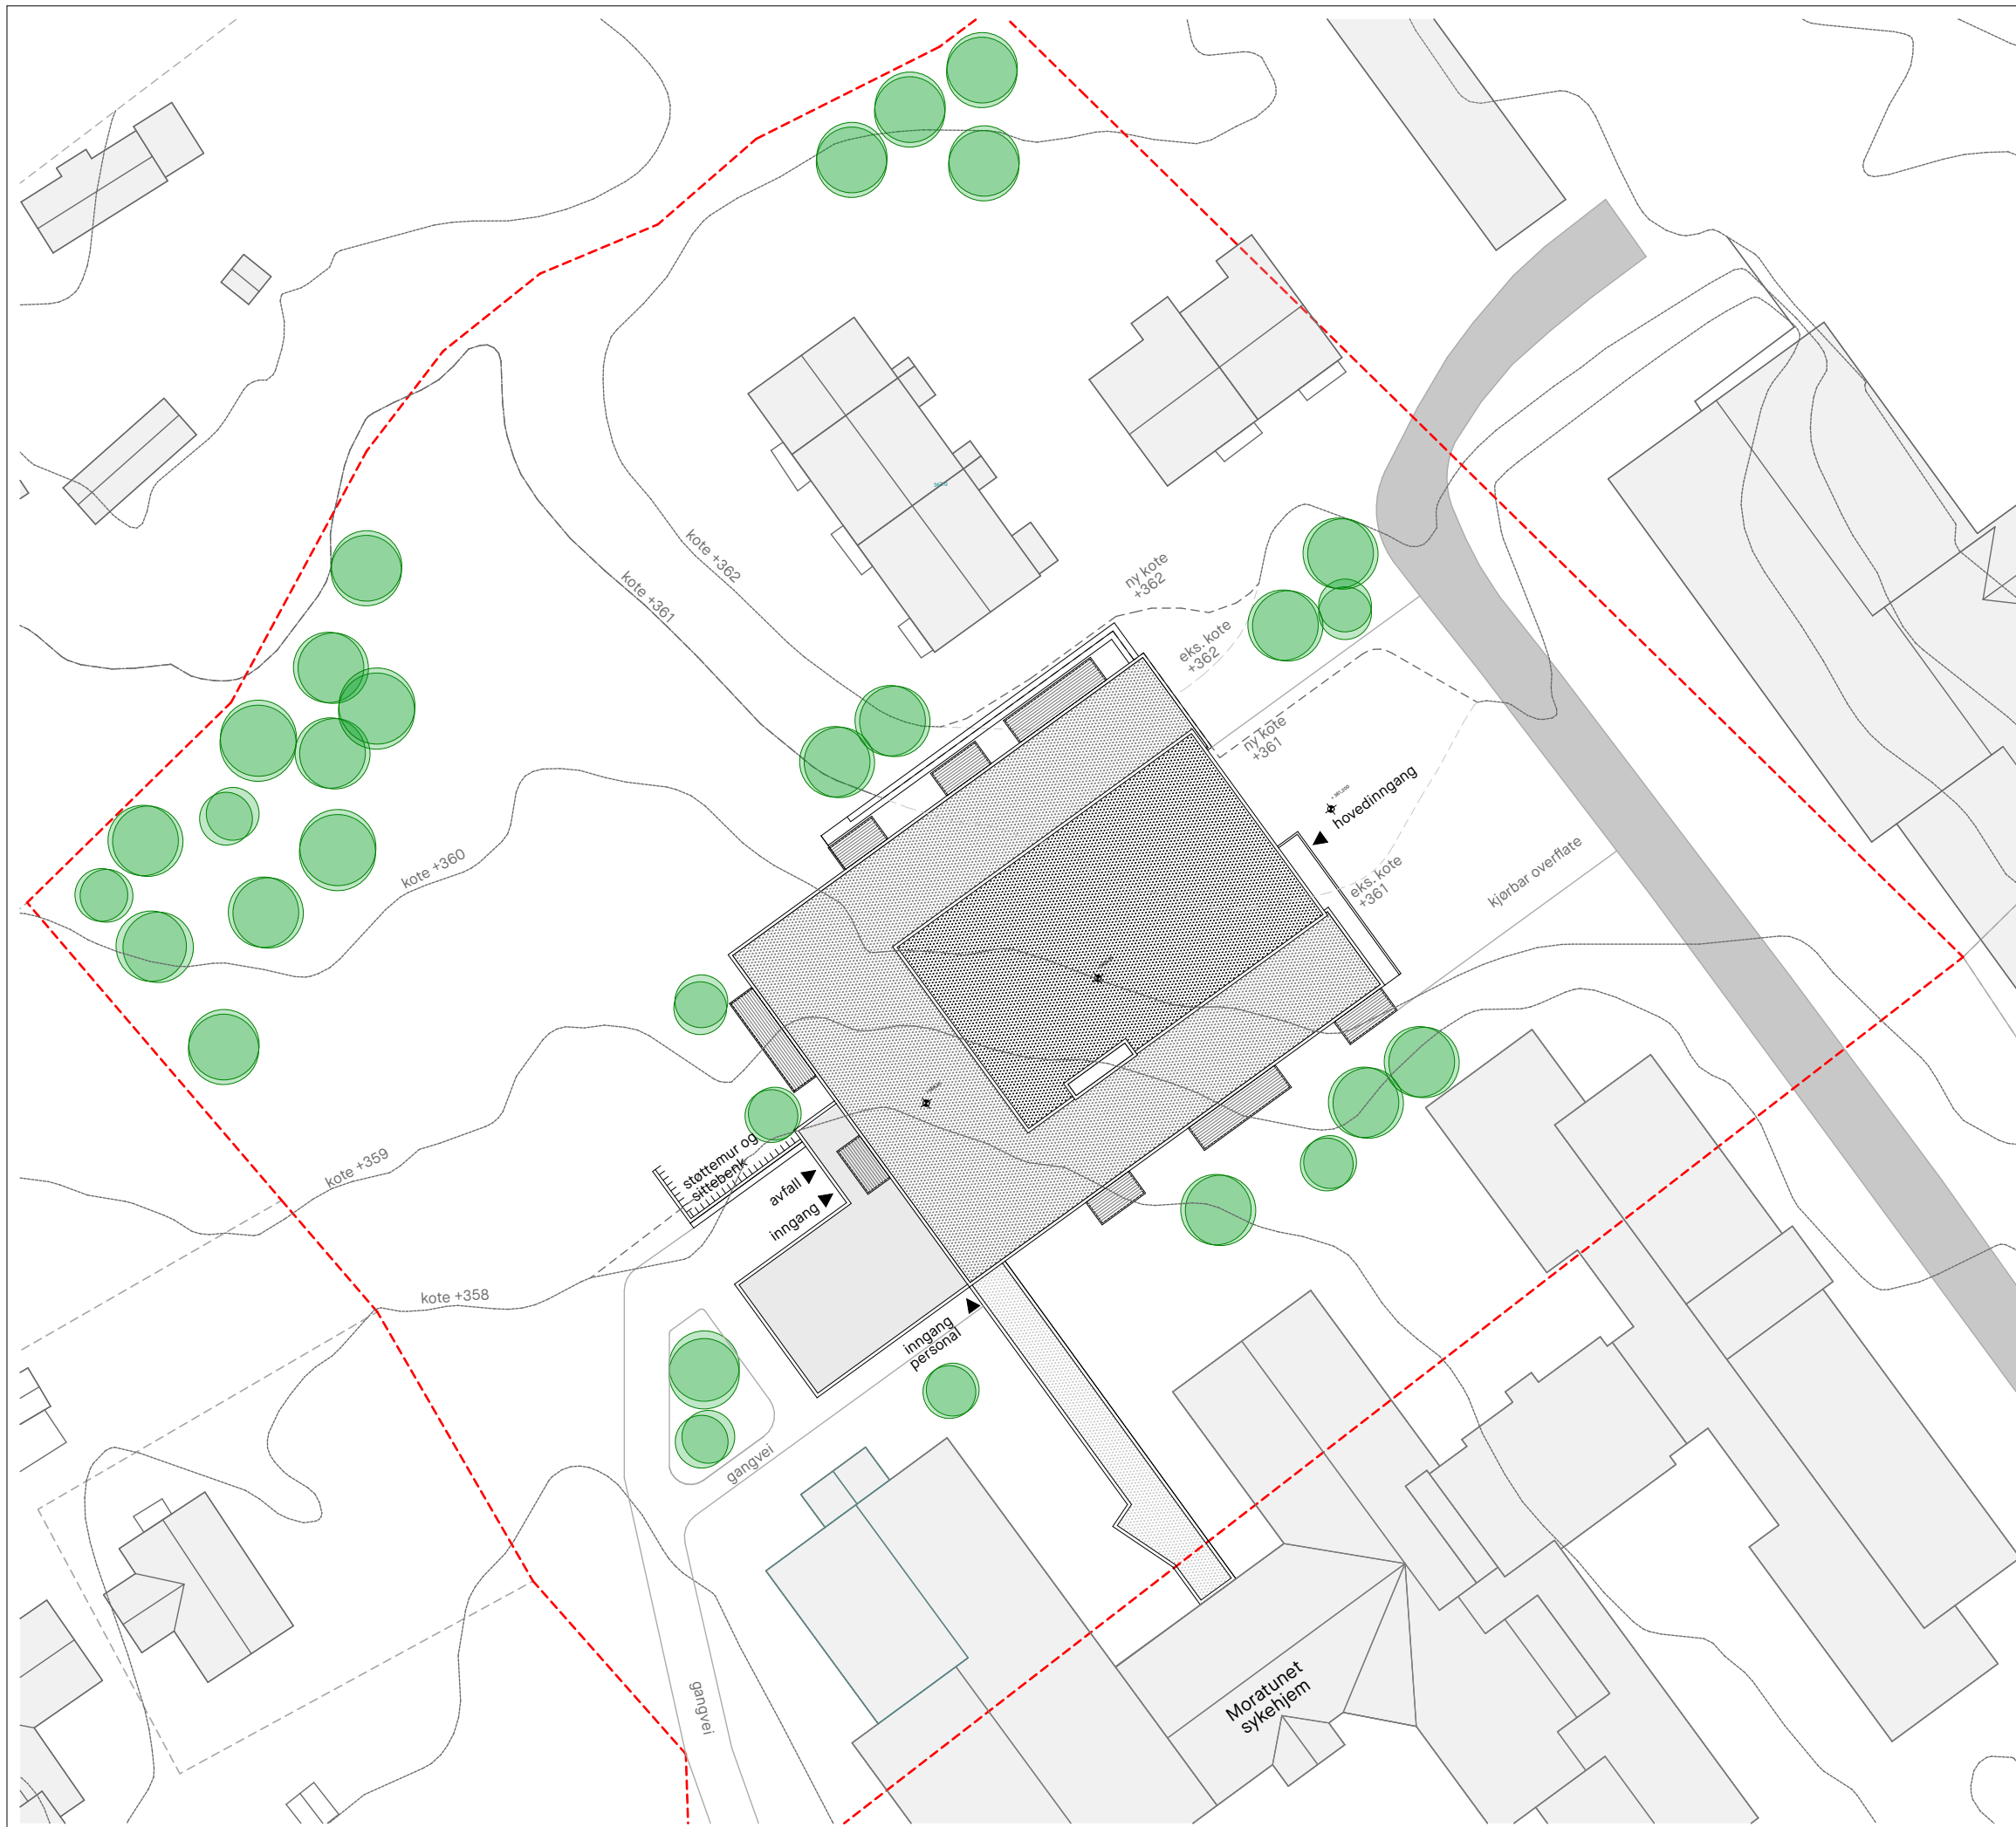 kote +362
kote +361
ny kote
+362
eks. kote
+362
ny kote
+361
hovedinngang
eks. kote
+361
kjørbar overflate
kote +360
kote +359
støttemur og
sittebenk
avfall
inngang
kote +358
inngang
personal
gangvei
gangvei
Moratunet
sykehjem